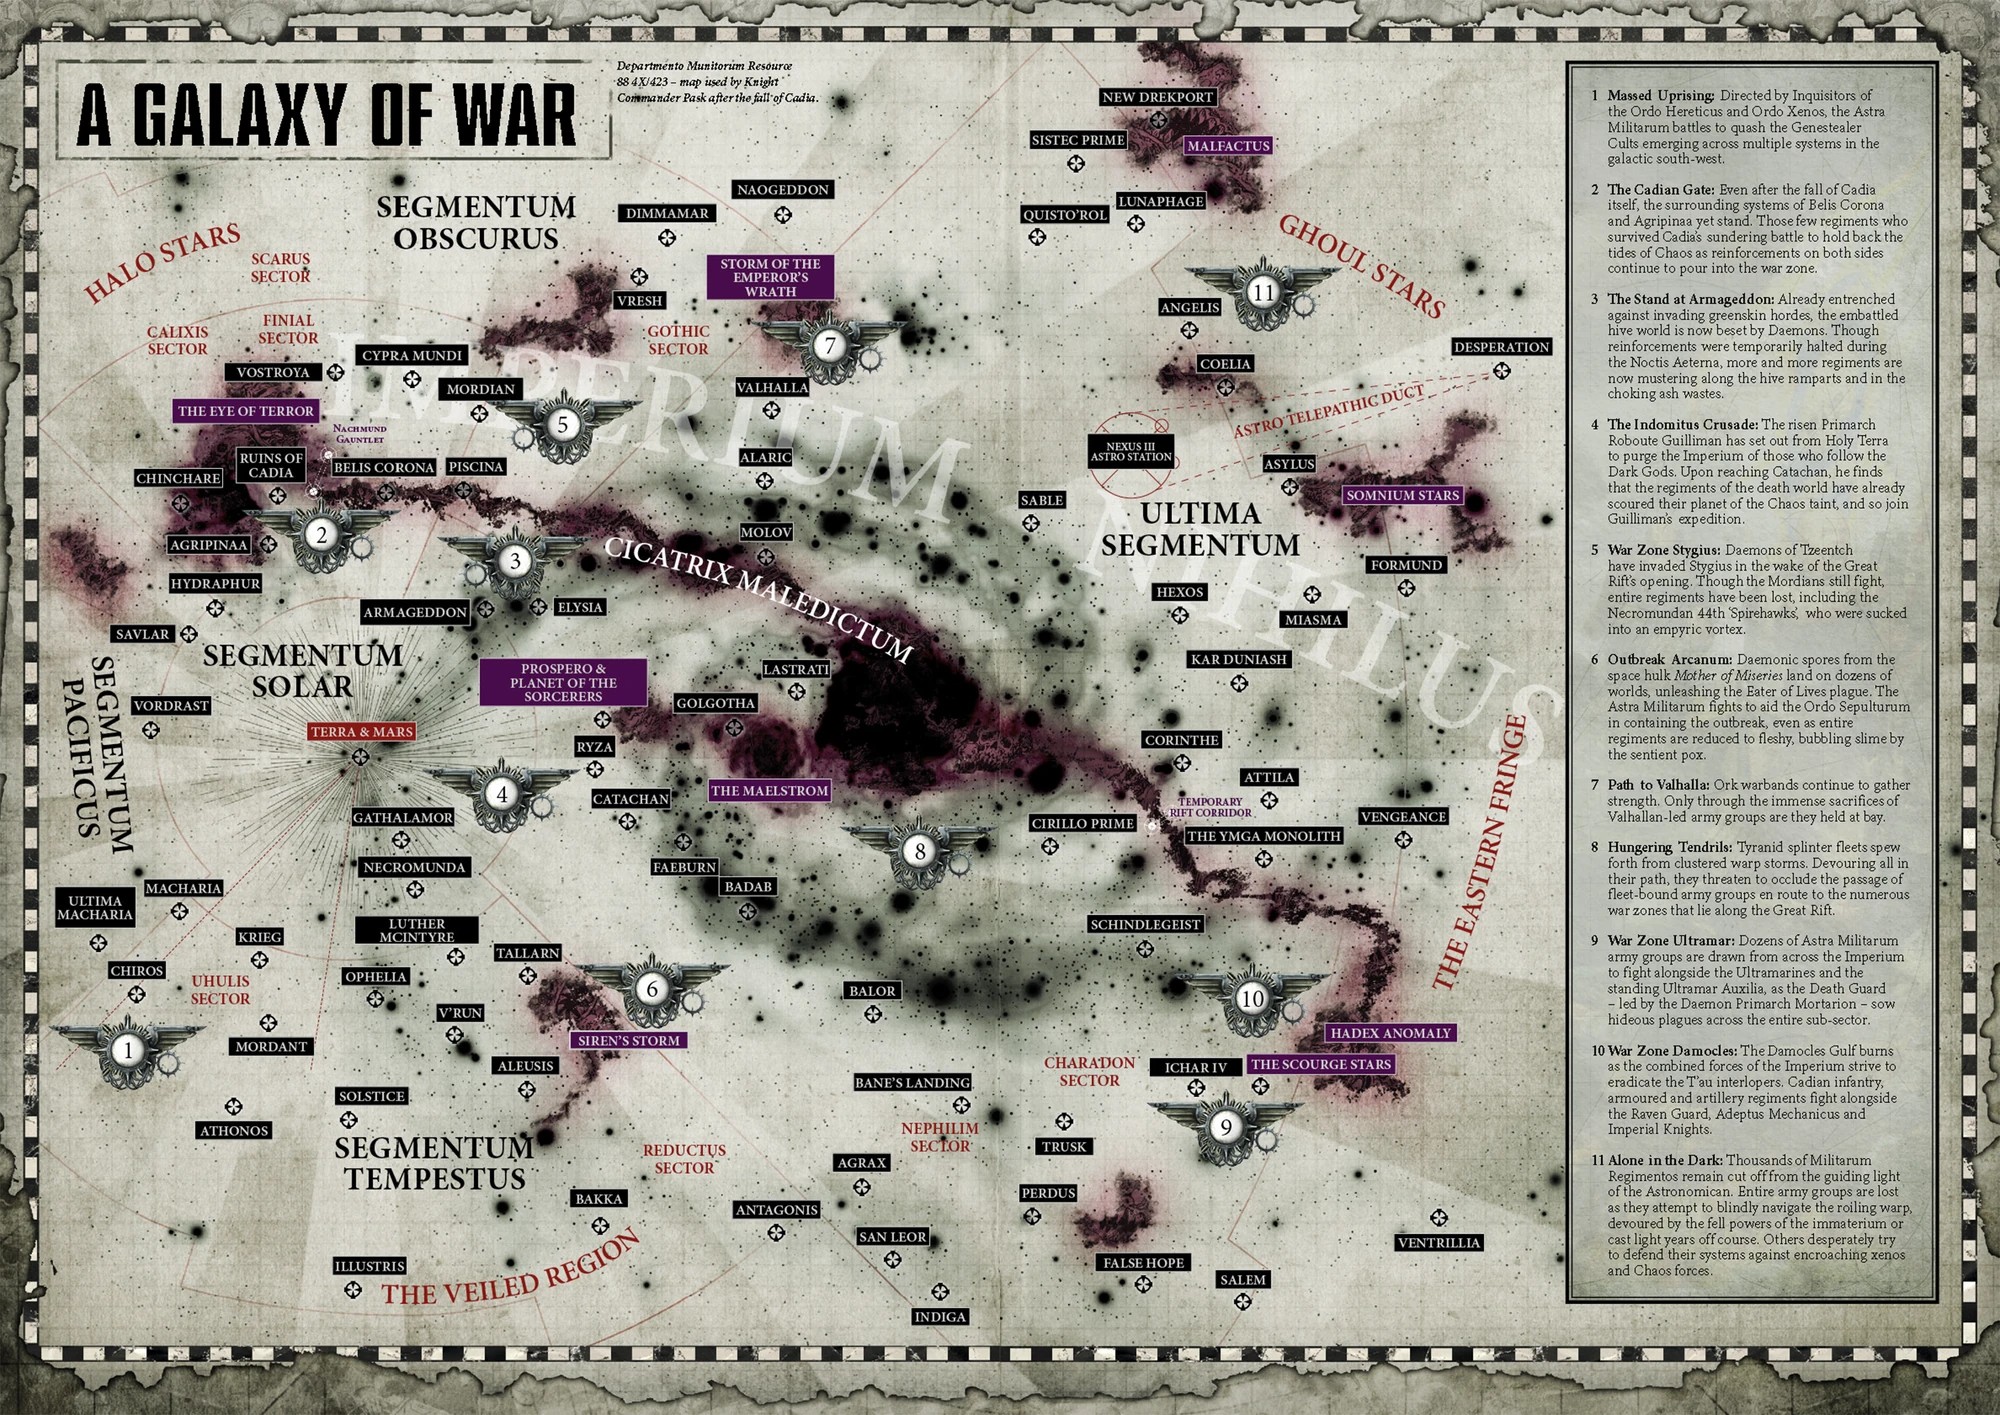 A GALAXY OF WAR
Departmento Munitorum Resource
88 4X/423 – map used by Knight
Commander Pask after the fall of Cadia.
NEW DREKPORT
SISTEC PRIME
MALFACTUS
QUISTO'ROL
LUNAPHAGE
GHOUL STARS
SEGMENTUM
OBSCURUS
NAOGEDDON
DIMMAMAR
HALO STARS
SCARUS
SECTOR
STORM OF THE
EMPEROR'S
WRATH
VRESH
11
ANGELIS
CALIXIS
SECTOR
FINIAL
SECTOR
GOTHIC
SECTOR
7
IMPERIUM NIHILUS
VOSTROYA
CYPRA MUNDI
MORDIAN
VALHALLA
COELIA
DESPERATION
THE EYE OF TERROR
5
ASTRO TELEPATHIC DUCT
NACHMUND
GAUNTLET
NEXUS III
ASTRO STATION
CHINCHARE
RUINS OF
CADIA
BELIS CORONA
PISCINA
ALARIC
ASYLUS
SOMNIUM STARS
SABLE
ULTIMA
SEGMENTUM
2
3
AGRIPINAA
MOLOV
CICATRIX MALEDICTUM
FORMUND
HYDRAPHUR
ARMAGEDDON
ELYSIA
HEXOS
MIASMA
SAVLAR
SEGMENTUM
SOLAR
SEGMENTUM
PACIFICUS
PROSPERO &
PLANET OF THE
SORCERERS
LASTRATI
KAR DUNIASH
VORDRAST
GOLGOTHA
TERRA & MARS
RYZA
CORINTHE
THE EASTERN FRINGE
4
CATACHAN
THE MAELSTROM
ATTILA
TEMPORARY
RIFT CORRIDOR
GATHALAMOR
CIRILLO PRIME
THE YMGA MONOLITH
VENGEANCE
8
NECROMUNDA
FAEBURN
BADAB
ULTIMA
MACHARIA
MACHARIA
KRIEG
LUTHER
MCINTYRE
TALLARN
SCHINDLEGEIST
CHIROS
UHULIS
SECTOR
OPHELIA
6
BALOR
10
V'RUN
SIREN'S STORM
HADEX ANOMALY
1
MORDANT
ALEUSIS
CHARADON
SECTOR
ICHAR IV
THE SCOURGE STARS
SOLSTICE
BANE'S LANDING
9
ATHONOS
NEPHILIM
SECTOR
TRUSK
SEGMENTUM
TEMPESTUS
REDUCTUS
SECTOR
AGRAX
BAKKA
ANTAGONIS
PERDUS
SAN LEOR
VENTRILLIA
ILLUSTRIS
THE VEILED REGION
FALSE HOPE
SALEM
INDIGA
1 Massed Uprising: Directed by Inquisitors of
the Ordo Hereticus and Ordo Xenos, the Astra
Militarum battles to quash the Genestealer
Cults emerging across multiple systems in the
galactic south-west.
2 The Cadian Gate: Even after the fall of Cadia
itself, the surrounding systems of Belis Corona
and Agripinaa yet stand. Those few regiments who
survived Cadia's sundering battle to hold back the
tides of Chaos as reinforcements on both sides
continue to pour into the war zone.
3 The Stand at Armageddon: Already entrenched
against invading greenskin hordes, the embattled
hive world is now beset by Daemons. Though
reinforcements were temporarily halted during
the Noctis Aeterna, more and more regiments are
now mustering along the hive ramparts and in the
choking ash wastes.
4 The Indomitus Crusade: The risen Primarch
Roboute Guilliman has set out from Holy Terra
to purge the Imperium of those who follow the
Dark Gods. Upon reaching Catachan, he finds
that the regiments of the death world have already
scoured their planet of the Chaos taint, and so join
Guilliman's expedition.
5 War Zone Stygius: Daemons of Tzeentch
have invaded Stygius in the wake of the Great
Rift's opening. Though the Mordians still fight,
entire regiments have been lost, including the
Necromundan 44th 'Spirehawks', who were sucked
into an empyric vortex.
6 Outbreak Arcanum: Daemonic spores from the
space hulk Mother of Miseries land on dozens of
worlds, unleashing the Eater of Lives plague. The
Astra Militarum fights to aid the Ordo Sepulturum
in containing the outbreak, even as entire
regiments are reduced to fleshy, bubbling slime by
the sentient pox.
7 Path to Valhalla: Ork warbands continue to gather
strength. Only through the immense sacrifices of
Valhallan-led army groups are they held at bay.
8 Hungering Tendrils: Tyranid splinter fleets spew
forth from clustered warp storms. Devouring all in
their path, they threaten to occlude the passage of
fleet-bound army groups en route to the numerous
war zones that lie along the Great Rift.
9 War Zone Ultramar: Dozens of Astra Militarum
army groups are drawn from across the Imperium
to fight alongside the Ultramarines and the
standing Ultramar Auxilia, as the Death Guard
– led by the Daemon Primarch Mortarion – sow
hideous plagues across the entire sub-sector.
10 War Zone Damocles: The Damocles Gulf burns
as the combined forces of the Imperium strive to
eradicate the T'au interlopers. Cadian infantry,
armoured and artillery regiments fight alongside
the Raven Guard, Adeptus Mechanicus and
Imperial Knights.
11 Alone in the Dark: Thousands of Militarum
Regimentos remain cut off from the guiding light
of the Astronomican. Entire army groups are lost
as they attempt to blindly navigate the roiling warp,
devoured by the fell powers of the immaterium or
cast light years off course. Others desperately try
to defend their systems against encroaching xenos
and Chaos forces.